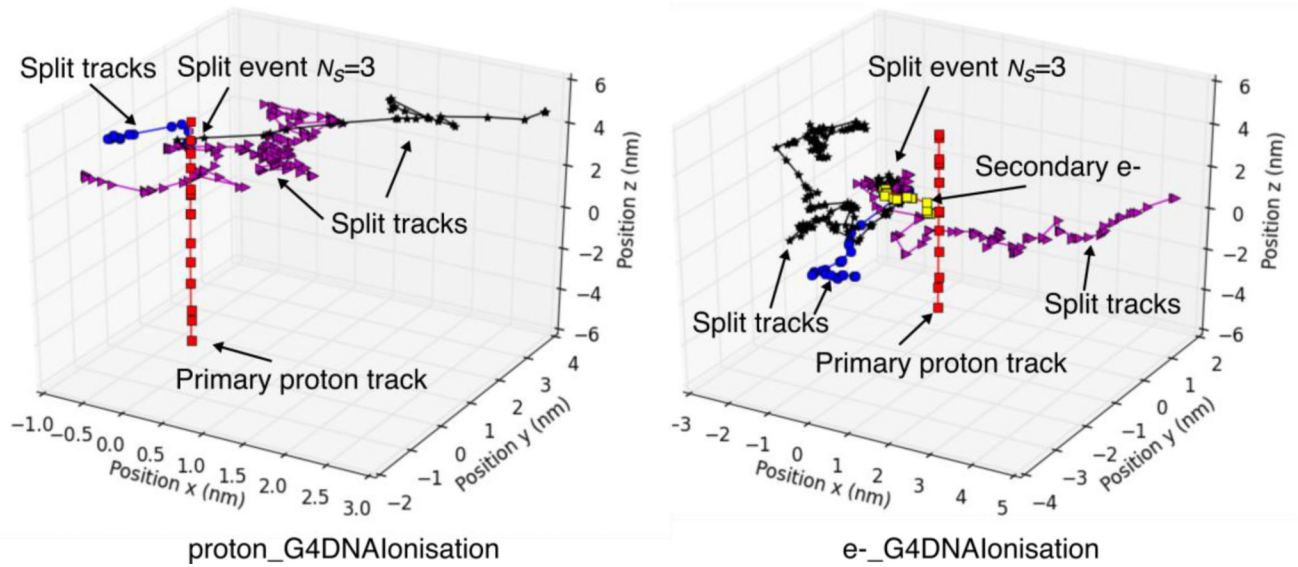 Split tracks
Split event Ns=3
Split tracks
Primary proton track
6
4
2
0
−2
−4
−6
Position z (nm)
−1.0
−0.5
0.0
0.5
1.0
1.5
2.0
2.5
3.0
Position x (nm)
−2
−1
0
1
2
3
4
Position y (nm)
proton_G4DNAIonisation
Split event Ns=3
Secondary e-
Split tracks
Split tracks
Primary proton track
6
4
2
0
−2
−4
−6
Position z (nm)
−3
−2
−1
0
1
2
3
4
5
Position x (nm)
−4
−3
−2
−1
0
1
2
Position y (nm)
e-_G4DNAIonisation